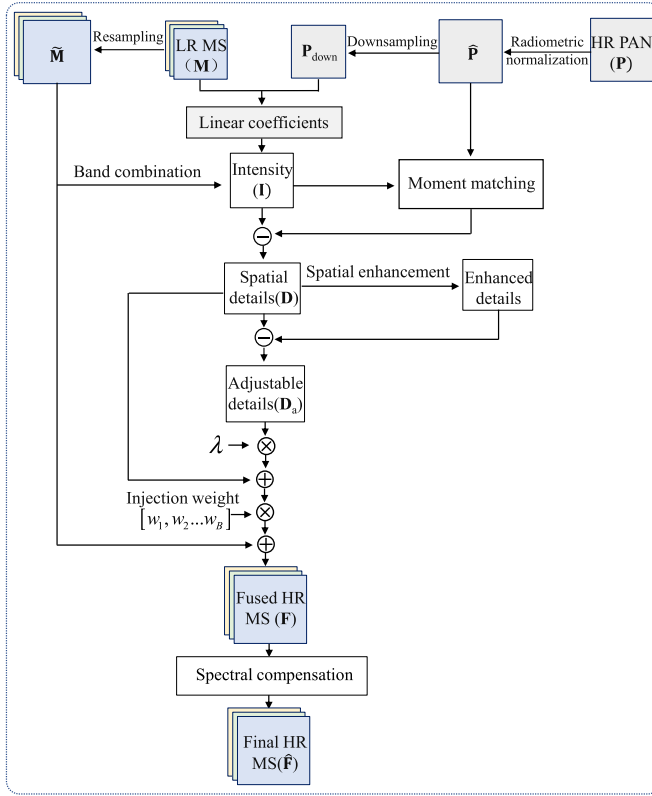 M̃
Resampling
LR MS
(M)
P_down
Downsampling
P̂
Radiometric
normalization
HR PAN
(P)
Linear coefficients
Band combination
Intensity
(I)
Moment matching
−
Spatial
details(D)
Spatial enhancement
Enhanced
details
−
Adjustable
details(D_a)
λ
×
+
Injection weight
[w_1, w_2...w_B]
×
+
Fused HR
MS (F)
Spectral compensation
Final HR
MS(F̂)